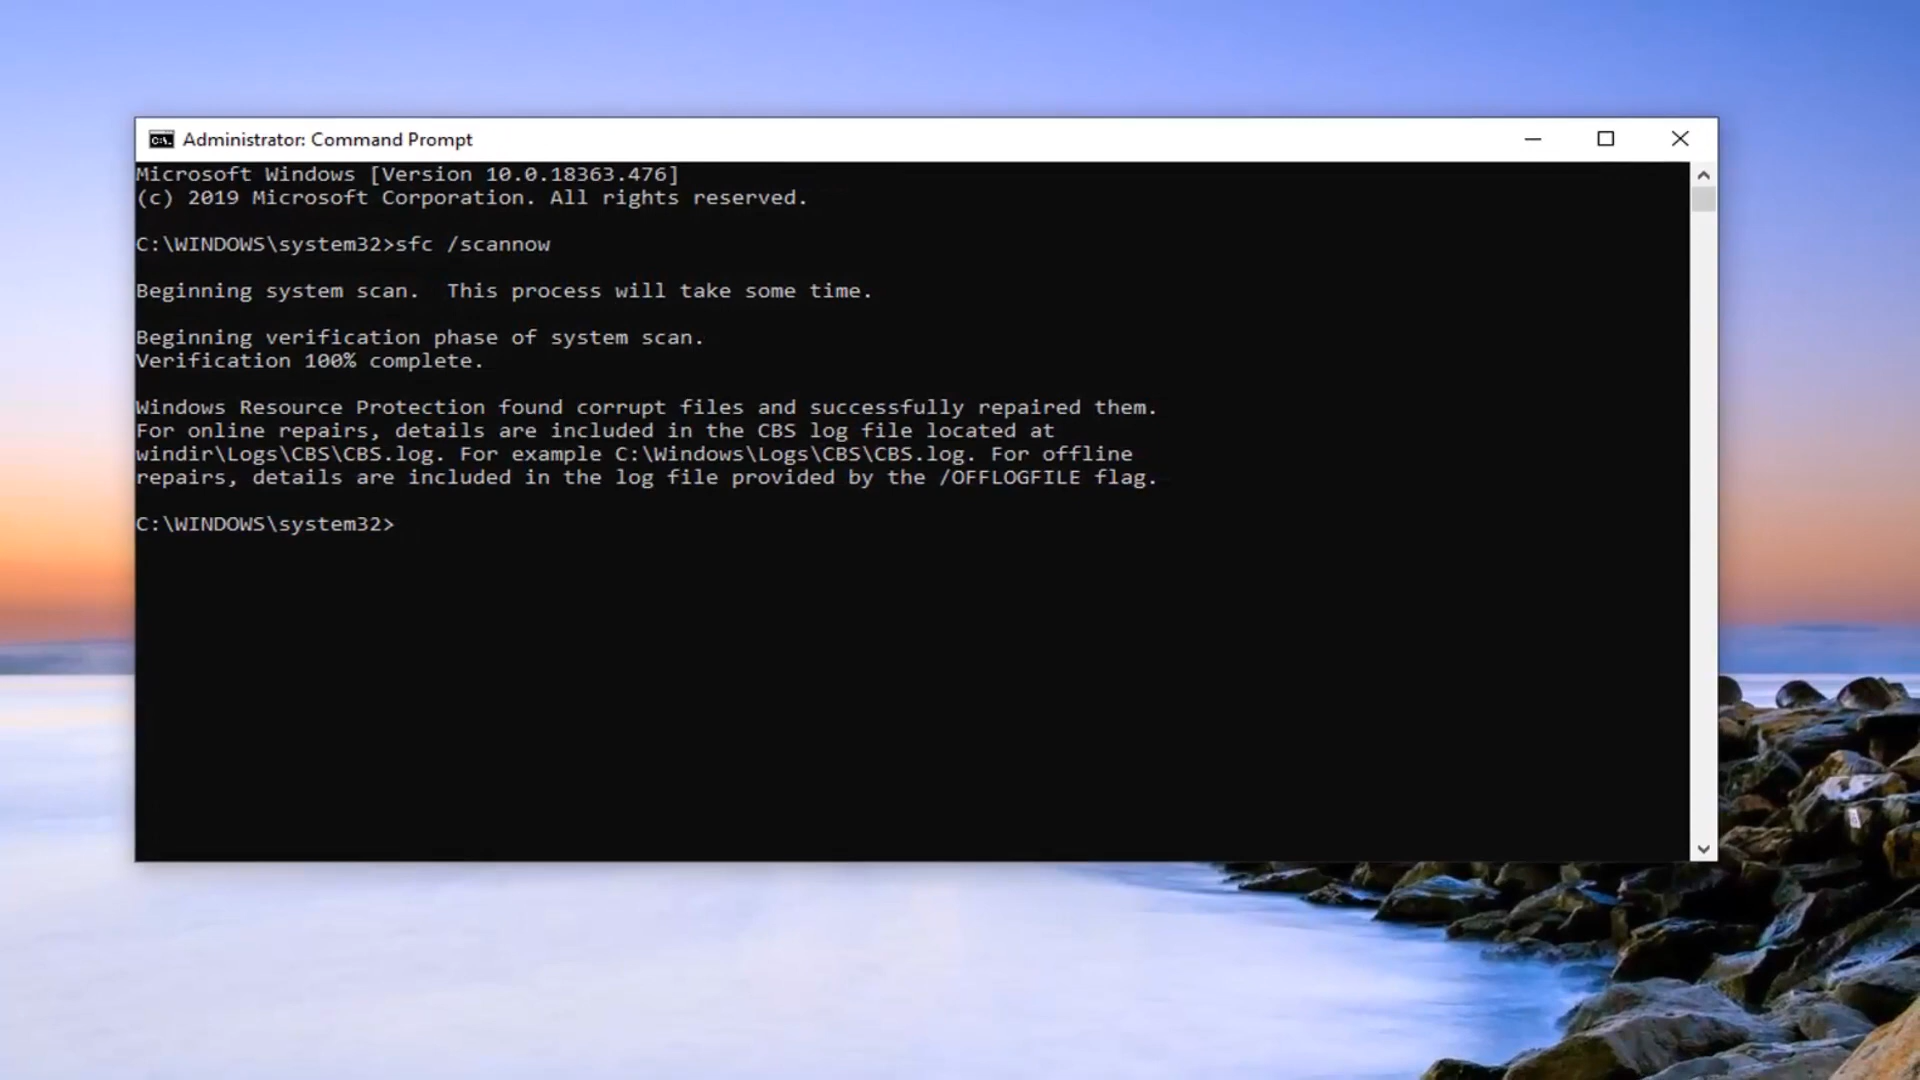 Administrator: Command Prompt
Microsoft Windows [Version 10.0.18363.476]
(c) 2019 Microsoft Corporation. All rights reserved.
C:\WINDOWS\system32>sfc /scannow
Beginning system scan.  This process will take some time.
Beginning verification phase of system scan.
Verification 100% complete.
Windows Resource Protection found corrupt files and successfully repaired them.
For online repairs, details are included in the CBS log file located at
windir\Logs\CBS\CBS.log. For example C:\Windows\Logs\CBS\CBS.log. For offline
repairs, details are included in the log file provided by the /OFFLOGFILE flag.
C:\WINDOWS\system32>